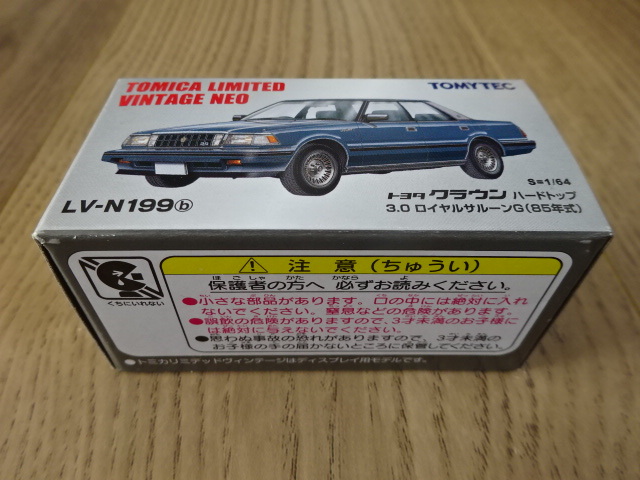 TOMICA LIMITED
VINTAGE NEO
TOMYTEC
S=1/64
LV-N199ⓑ
トヨタ クラウン ハードトップ
3.0 ロイヤルサルーンG(85年式)
くちにいれない
注意(ちゅうい)
保護者の方へ 必ずお読みください。
●小さな部品があります。口の中には絶対に入れ
ないでください。窒息などの危険があります。
●誤飲の危険がありますので、3才未満のお子様に
は絶対に与えないでください。
●思わぬ事故の恐れがありますので、3才未満の
お子様の手の届かないところに保管してください。
●トミカリミテッドヴィンテージはディスプレイ用モデルです。